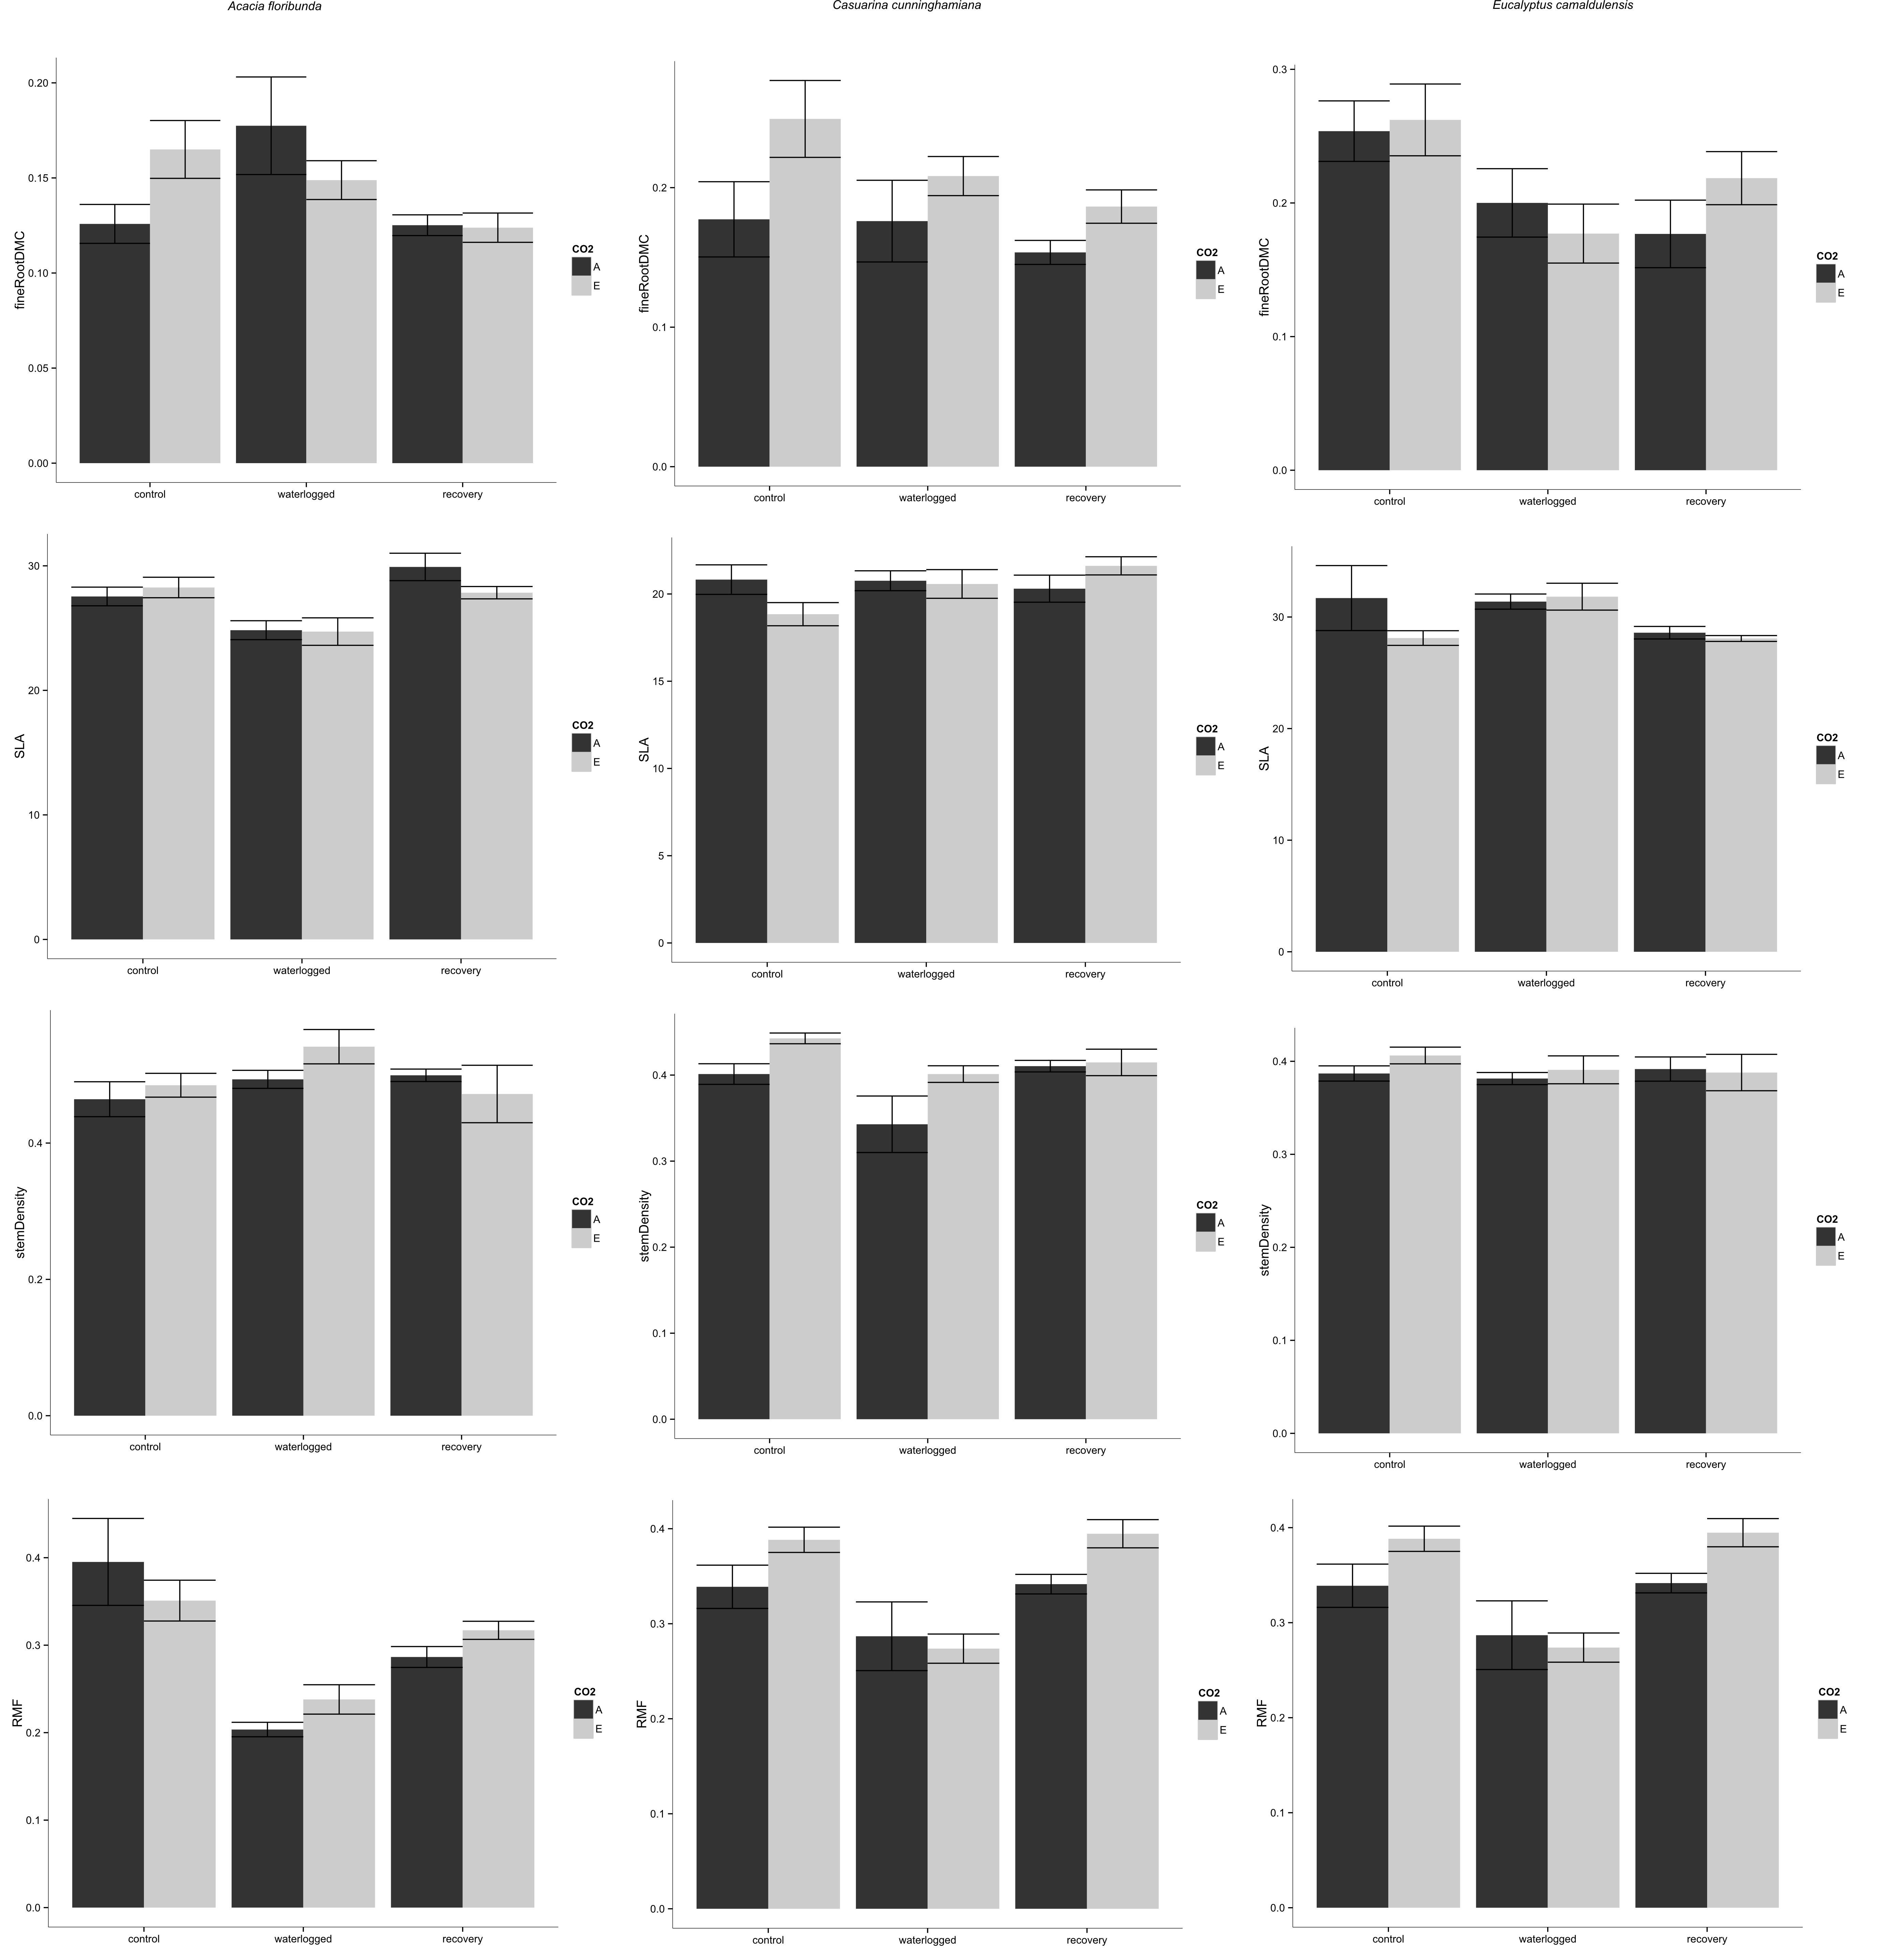 Acacia floribunda
Casuarina cunninghamiana
Eucalyptus camaldulensis
fineRootDMC
0.20
0.15
0.10
0.05
0.00
control waterlogged recovery
CO2
A
E
fineRootDMC
0.2
0.1
0.0
control waterlogged recovery
CO2
A
E
fineRootDMC
0.3
0.2
0.1
0.0
control waterlogged recovery
CO2
A
E
SLA
30
20
10
0
control waterlogged recovery
CO2
A
E
SLA
20
15
10
5
0
control waterlogged recovery
CO2
A
E
SLA
30
20
10
0
control waterlogged recovery
CO2
A
E
stemDensity
0.4
0.2
0.0
control waterlogged recovery
CO2
A
E
stemDensity
0.4
0.3
0.2
0.1
0.0
control waterlogged recovery
CO2
A
E
stemDensity
0.4
0.3
0.2
0.1
0.0
control waterlogged recovery
CO2
A
E
RMF
0.4
0.3
0.2
0.1
0.0
control waterlogged recovery
CO2
A
E
RMF
0.4
0.3
0.2
0.1
0.0
control waterlogged recovery
CO2
A
E
RMF
0.4
0.3
0.2
0.1
0.0
control waterlogged recovery
CO2
A
E